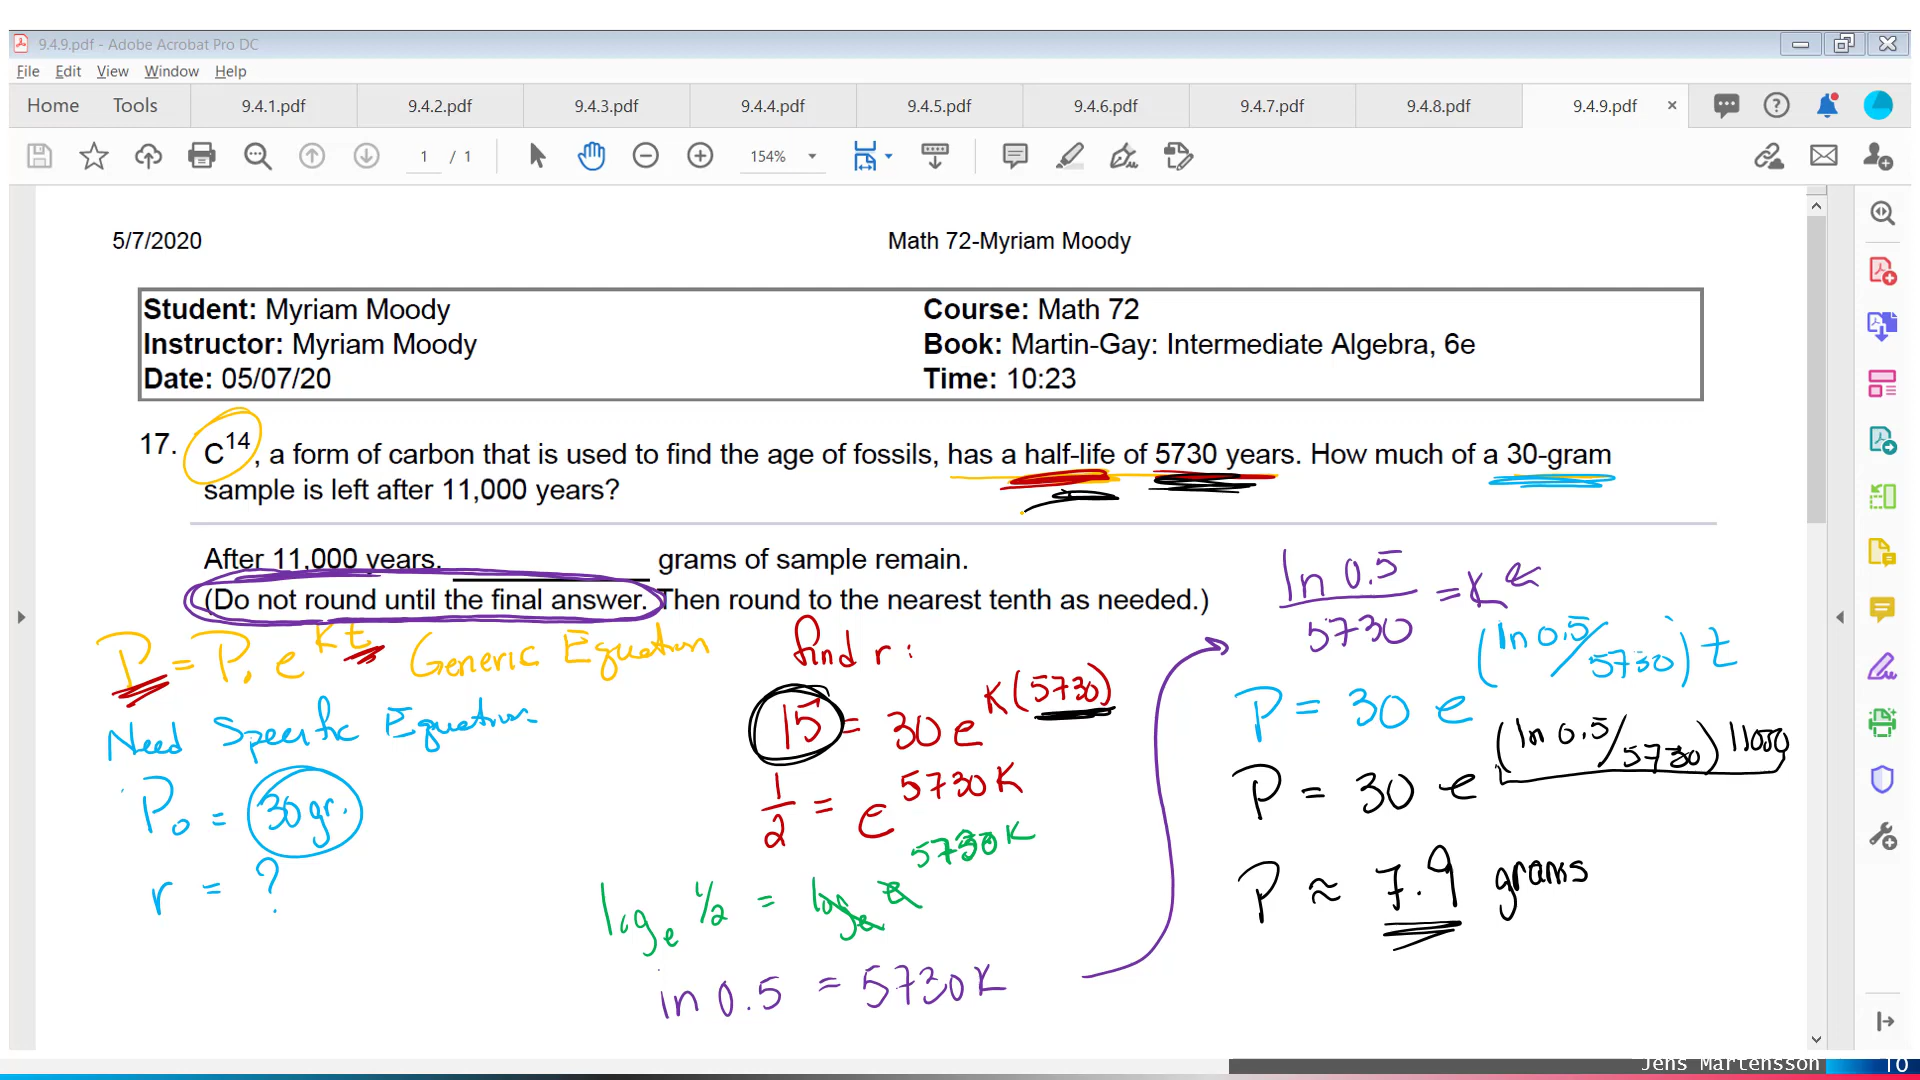 9.4.9.pdf - Adobe Acrobat Pro DC
File Edit View Window Help
Home Tools 9.4.1.pdf 9.4.2.pdf 9.4.3.pdf 9.4.4.pdf 9.4.5.pdf 9.4.6.pdf 9.4.7.pdf 9.4.8.pdf 9.4.9.pdf ×
1 / 1 154%
5/7/2020 Math 72-Myriam Moody
Student: Myriam Moody Course: Math 72
Instructor: Myriam Moody Book: Martin-Gay: Intermediate Algebra, 6e
Date: 05/07/20 Time: 10:23
17. C^14, a form of carbon that is used to find the age of fossils, has a half-life of 5730 years. How much of a 30-gram
sample is left after 11,000 years?
After 11,000 years. ____________ grams of sample remain.
(Do not round until the final answer. Then round to the nearest tenth as needed.)
P = P₀ e^Kt Generic Equation
Need Specific Equation
P₀ = 30 gr.
r = ?
find r :
15 = 30 e^K(5730)
1/2 = e^5730K
log_e 1/2 = log_e e^5730K
ln 0.5 = 5730K
ln 0.5 / 5730 = K
P = 30 e^(ln 0.5/5730) t
P = 30 e^(ln 0.5/5730) 11000
P ≈ 7.9 grams
Jens Martensson 10